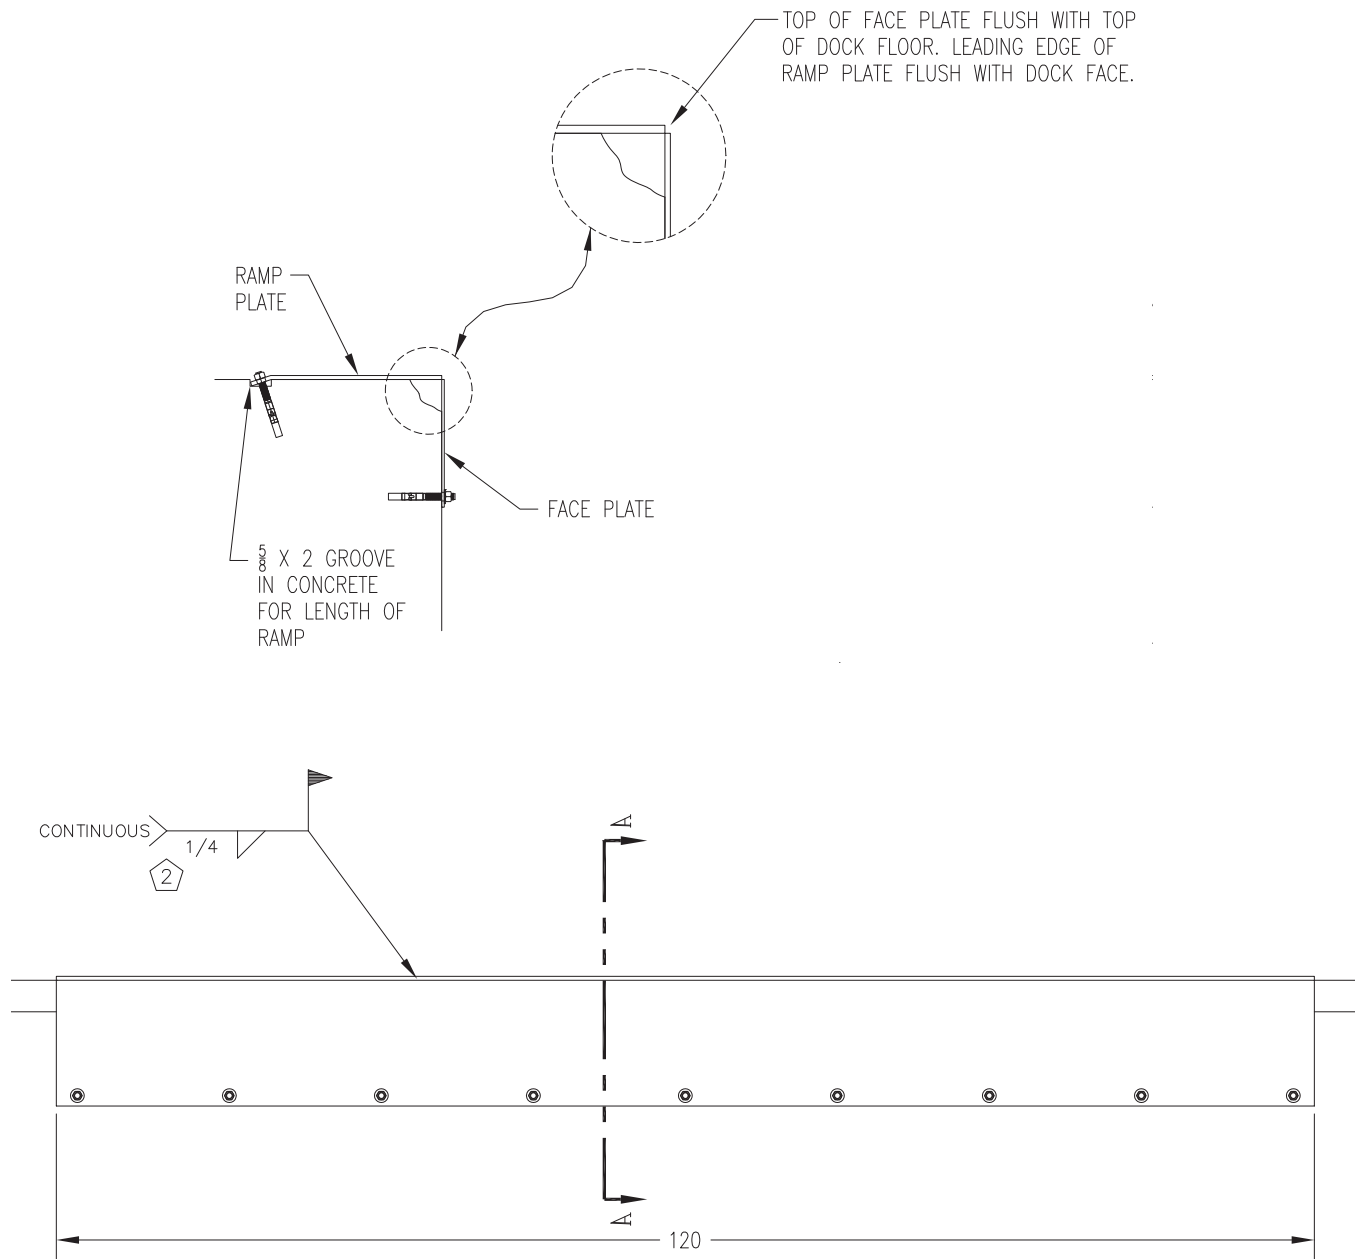 TOP OF FACE PLATE FLUSH WITH TOP
OF DOCK FLOOR. LEADING EDGE OF
RAMP PLATE FLUSH WITH DOCK FACE.
RAMP
PLATE
FACE PLATE
5/8 X 2 GROOVE
IN CONCRETE
FOR LENGTH OF
RAMP
CONTINUOUS
1/4
2
A
A
120